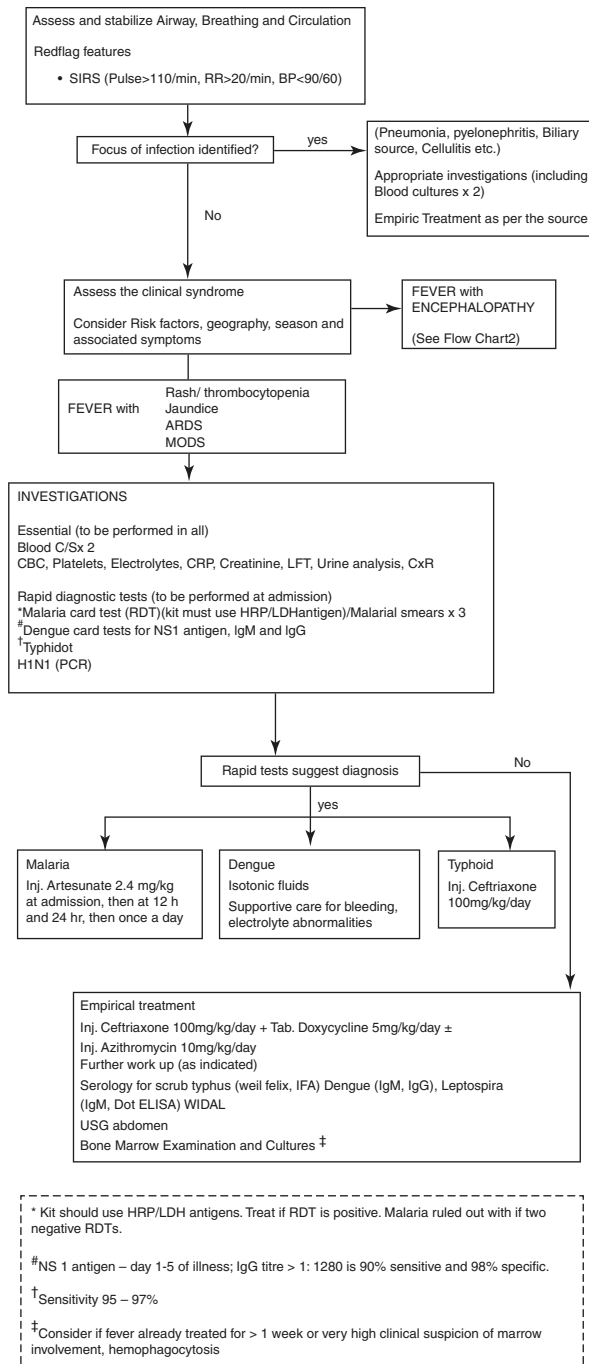 Assess and stabilize Airway, Breathing and Circulation
Redflag features
• SIRS (Pulse>110/min, RR>20/min, BP<90/60)
Focus of infection identified?
yes
(Pneumonia, pyelonephritis, Biliary
source, Cellulitis etc.)
Appropriate investigations (including
Blood cultures x 2)
Empiric Treatment as per the source
No
Assess the clinical syndrome
Consider Risk factors, geography, season and
associated symptoms
FEVER with
ENCEPHALOPATHY
(See Flow Chart2)
Rash/ thrombocytopenia
FEVER with Jaundice
ARDS
MODS
INVESTIGATIONS
Essential (to be performed in all)
Blood C/Sx 2
CBC, Platelets, Electrolytes, CRP, Creatinine, LFT, Urine analysis, CxR
Rapid diagnostic tests (to be performed at admission)
*Malaria card test (RDT)(kit must use HRP/LDHantigen)/Malarial smears x 3
#Dengue card tests for NS1 antigen, IgM and IgG
†Typhidot
H1N1 (PCR)
Rapid tests suggest diagnosis
No
yes
Malaria
Inj. Artesunate 2.4 mg/kg
at admission, then at 12 h
and 24 hr, then once a day
Dengue
Isotonic fluids
Supportive care for bleeding,
electrolyte abnormalities
Typhoid
Inj. Ceftriaxone
100mg/kg/day
Empirical treatment
Inj. Ceftriaxone 100mg/kg/day + Tab. Doxycycline 5mg/kg/day ±
Inj. Azithromycin 10mg/kg/day
Further work up (as indicated)
Serology for scrub typhus (weil felix, IFA) Dengue (IgM, IgG), Leptospira
(IgM, Dot ELISA) WIDAL
USG abdomen
Bone Marrow Examination and Cultures ‡
* Kit should use HRP/LDH antigens. Treat if RDT is positive. Malaria ruled out with if two
negative RDTs.
#NS 1 antigen – day 1-5 of illness; IgG titre > 1: 1280 is 90% sensitive and 98% specific.
†Sensitivity 95 – 97%
‡Consider if fever already treated for > 1 week or very high clinical suspicion of marrow
involvement, hemophagocytosis